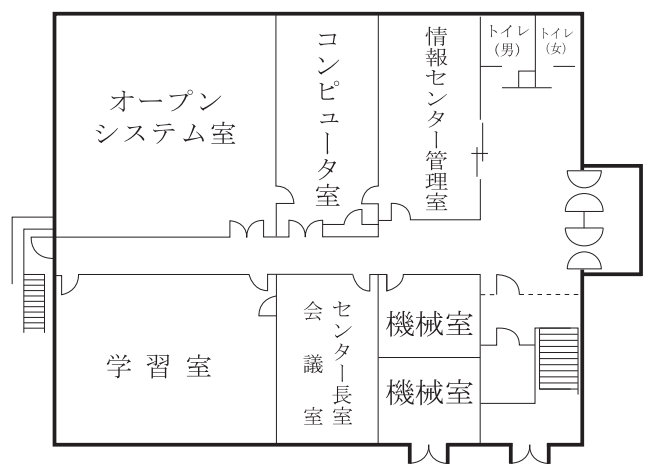 オープン
システム室
コンピュータ室
情報センター管理室
トイレ
(男)
トイレ
(女)
学習室
センター長室
会議室
機械室
機械室